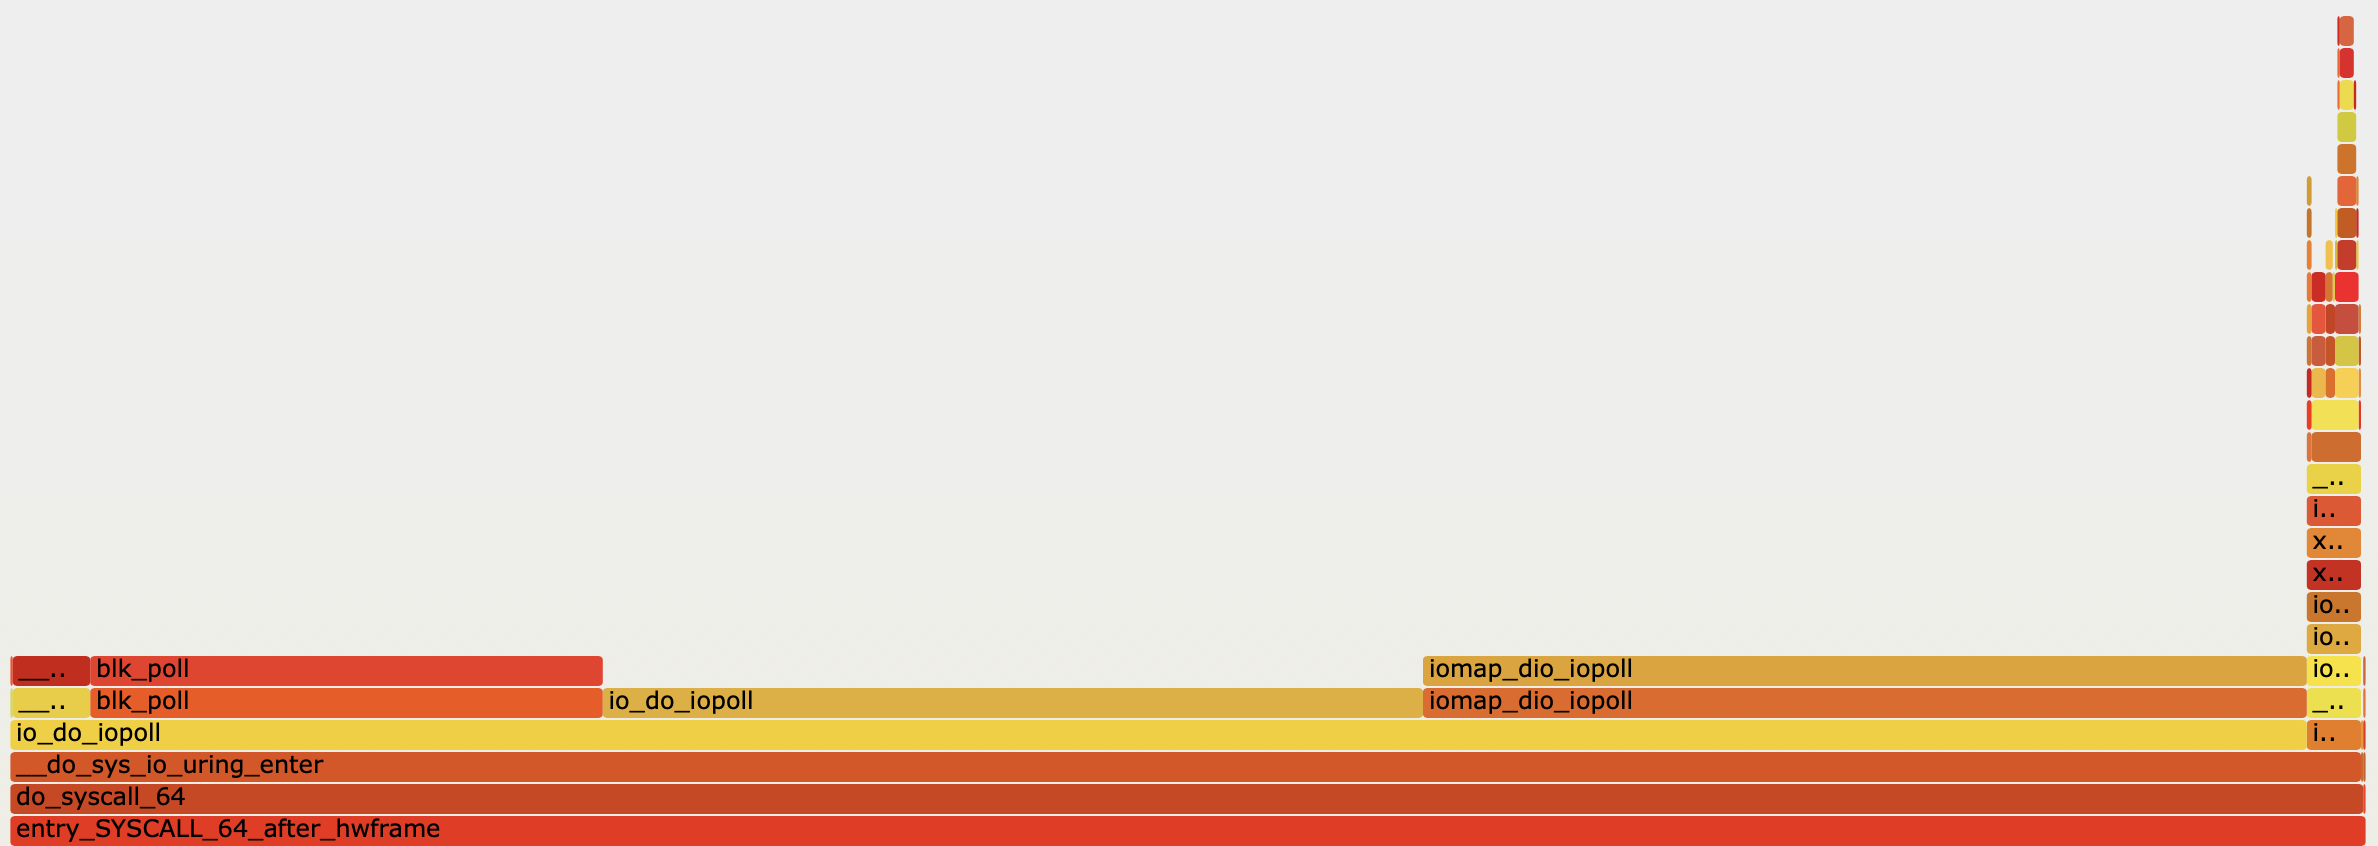 _..
i..
x..
x..
io..
io..
__.. blk_poll iomap_dio_iopoll io..
__.. blk_poll io_do_iopoll iomap_dio_iopoll _..
io_do_iopoll i..
__do_sys_io_uring_enter
do_syscall_64
entry_SYSCALL_64_after_hwframe